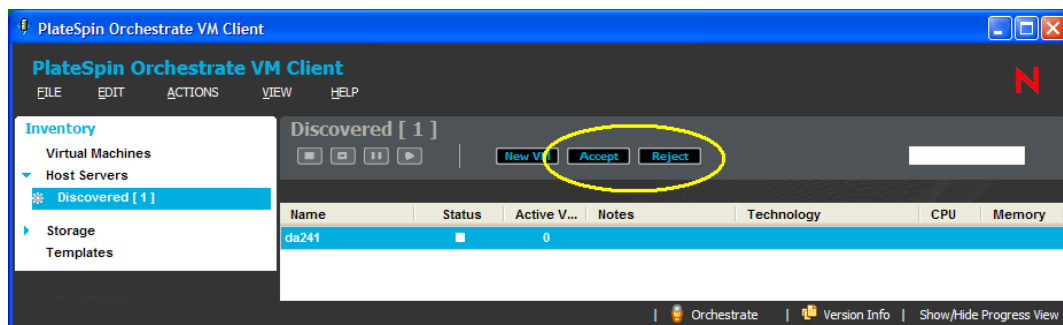 PlateSpin Orchestrate VM Client
PlateSpin Orchestrate VM Client
FILE EDIT ACTIONS VIEW HELP
N
Inventory
Virtual Machines
Host Servers
Discovered [ 1 ]
Storage
Templates
Discovered [ 1 ]
New VM Accept Reject
Name Status Active V... Notes Technology CPU Memory
da241 0
| Orchestrate | Version Info | Show/Hide Progress View